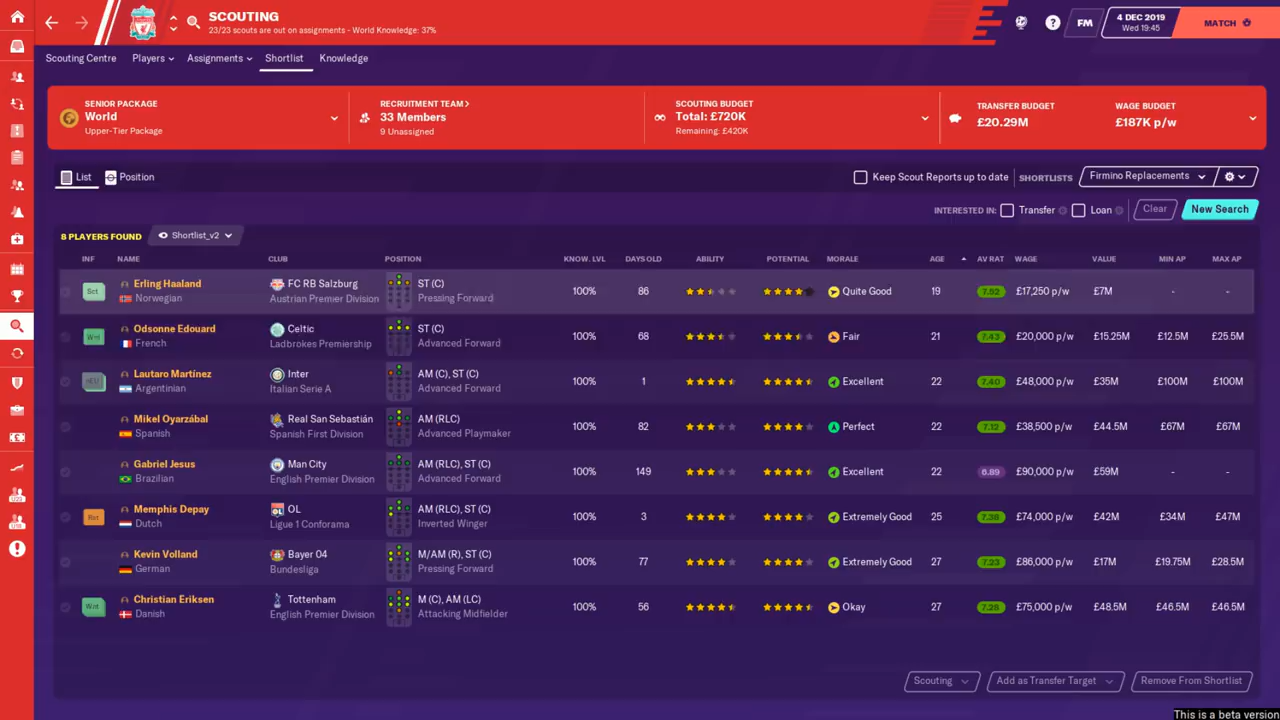 SCOUTING
23/23 scouts are out on assignments - World Knowledge: 37%
FM
4 DEC 2019
Wed 19:45
MATCH
Scouting Centre Players Assignments Shortlist Knowledge
SENIOR PACKAGE
World
Upper-Tier Package
RECRUITMENT TEAM >
33 Members
9 Unassigned
SCOUTING BUDGET
Total: £720K
Remaining: £420K
TRANSFER BUDGET
£20.29M
WAGE BUDGET
£187K p/w
List Position
Keep Scout Reports up to date SHORTLISTS Firmino Replacements
INTERESTED IN: Transfer Loan Clear New Search
8 PLAYERS FOUND Shortlist_v2
INF NAME CLUB POSITION KNOW. LVL DAYS OLD ABILITY POTENTIAL MORALE AGE AV RAT WAGE VALUE MIN AP MAX AP
Sct Erling Haaland FC RB Salzburg ST (C) 100% 86 Quite Good 19 7.92 £17,250 p/w £7M - -
Norwegian Austrian Premier Division Pressing Forward
Wnt Odsonne Edouard Celtic ST (C) 100% 68 Fair 21 7.43 £20,000 p/w £15.25M £12.5M £25.5M
French Ladbrokes Premiership Advanced Forward
Lautaro Martínez Inter AM (C), ST (C) 100% 1 Excellent 22 7.40 £48,000 p/w £35M £100M £100M
Argentinian Italian Serie A Advanced Forward
Mikel Oyarzábal Real San Sebastián AM (RLC) 100% 82 Perfect 22 7.12 £38,500 p/w £44.5M £67M £67M
Spanish Spanish First Division Advanced Playmaker
Gabriel Jesus Man City AM (RLC), ST (C) 100% 149 Excellent 22 6.89 £90,000 p/w £59M - -
Brazilian English Premier Division Advanced Forward
Rst Memphis Depay OL AM (RLC), ST (C) 100% 3 Extremely Good 25 7.38 £74,000 p/w £42M £34M £47M
Dutch Ligue 1 Conforama Inverted Winger
Kevin Volland Bayer 04 M/AM (R), ST (C) 100% 77 Extremely Good 27 7.23 £86,000 p/w £17M £19.75M £28.5M
German Bundesliga Pressing Forward
Wnt Christian Eriksen Tottenham M (C), AM (LC) 100% 56 Okay 27 7.28 £75,000 p/w £48.5M £46.5M £46.5M
Danish English Premier Division Attacking Midfielder
Scouting Add as Transfer Target Remove From Shortlist
This is a beta version